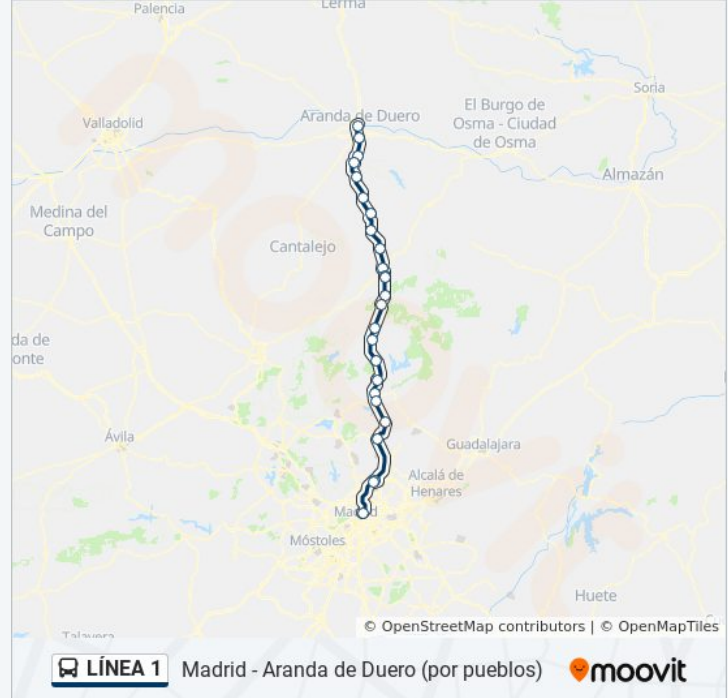 Palencia
Lerma
Soria
Valladolid
Aranda de Duero
El Burgo de
Osma - Ciudad
de Osma
Almazán
Medina del
Campo
Cantalejo
da de
onte
Ávila
Guadalajara
Alcalá de
Henares
Madrid
Móstoles
Huete
Talavera
© OpenStreetMap contributors | © OpenMapTiles
LÍNEA 1 Madrid - Aranda de Duero (por pueblos) moovit